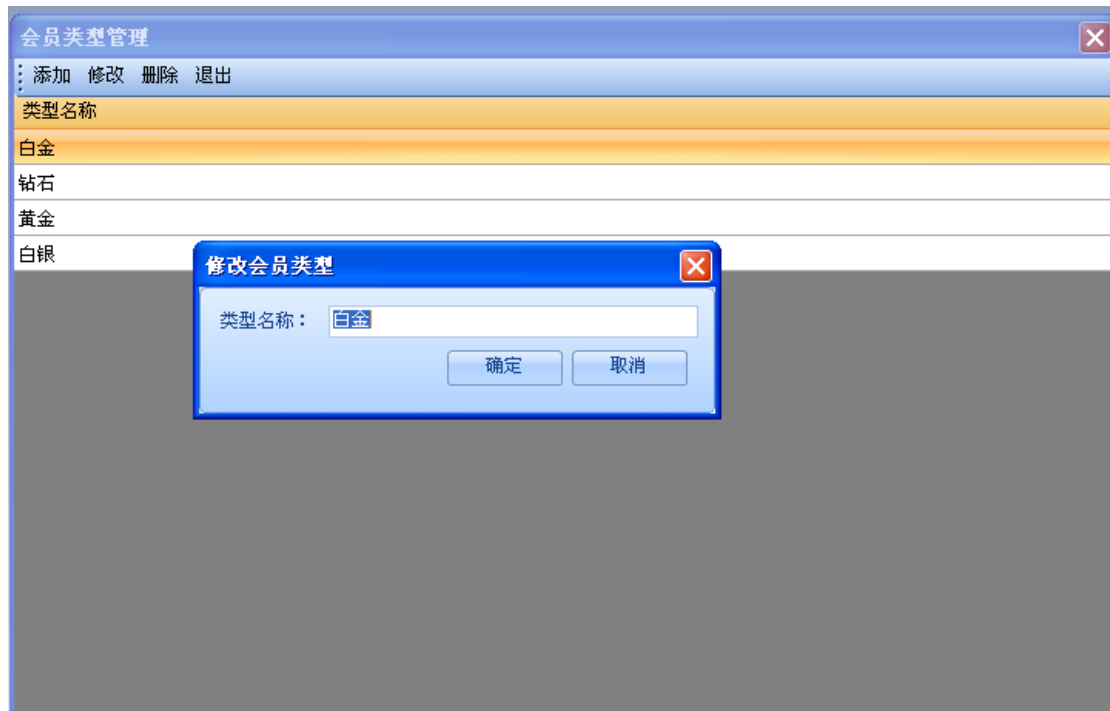 会员类型管理
添加 修改 删除 退出
类型名称
白金
钻石
黄金
白银
修改会员类型
类型名称： 白金
确定 取消